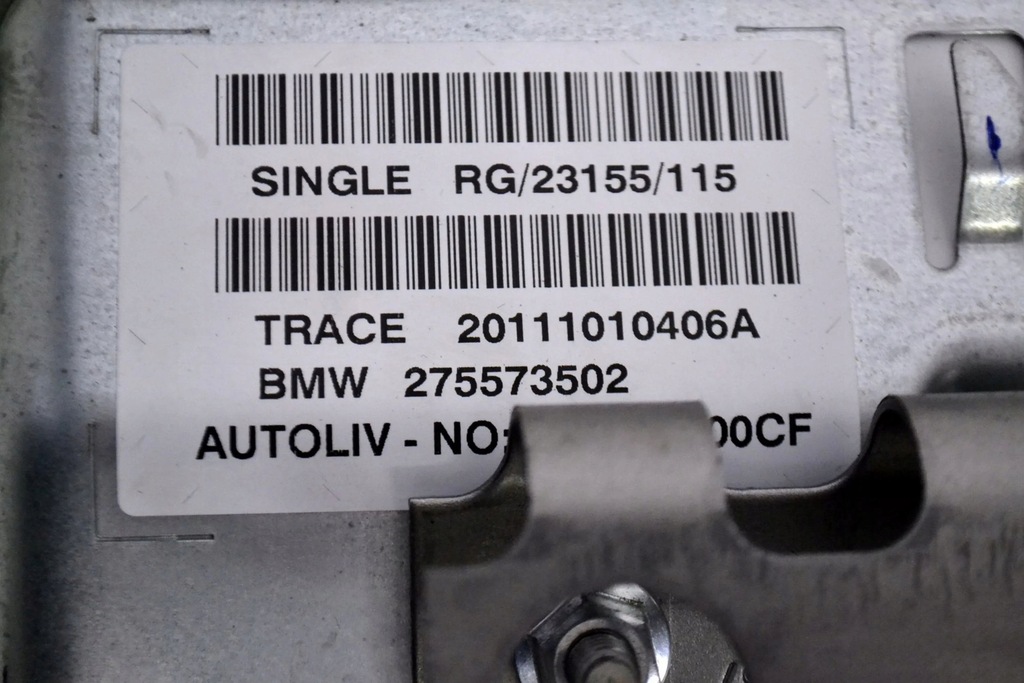 SINGLE RG/23155/115
TRACE 20111010406A
BMW 275573502
AUTOLIV - NO: 00CF